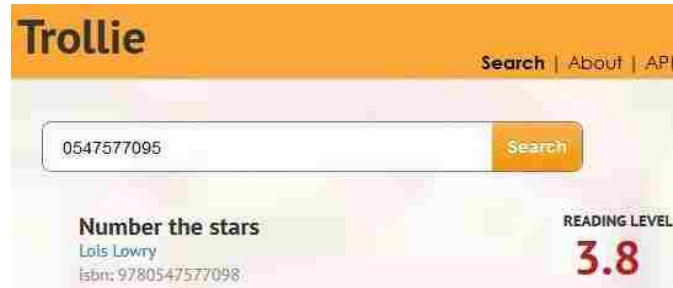 Trollie
Search | About | API
0547577095 Search
Number the stars
Lois Lowry
isbn: 9780547577098
READING LEVEL
3.8